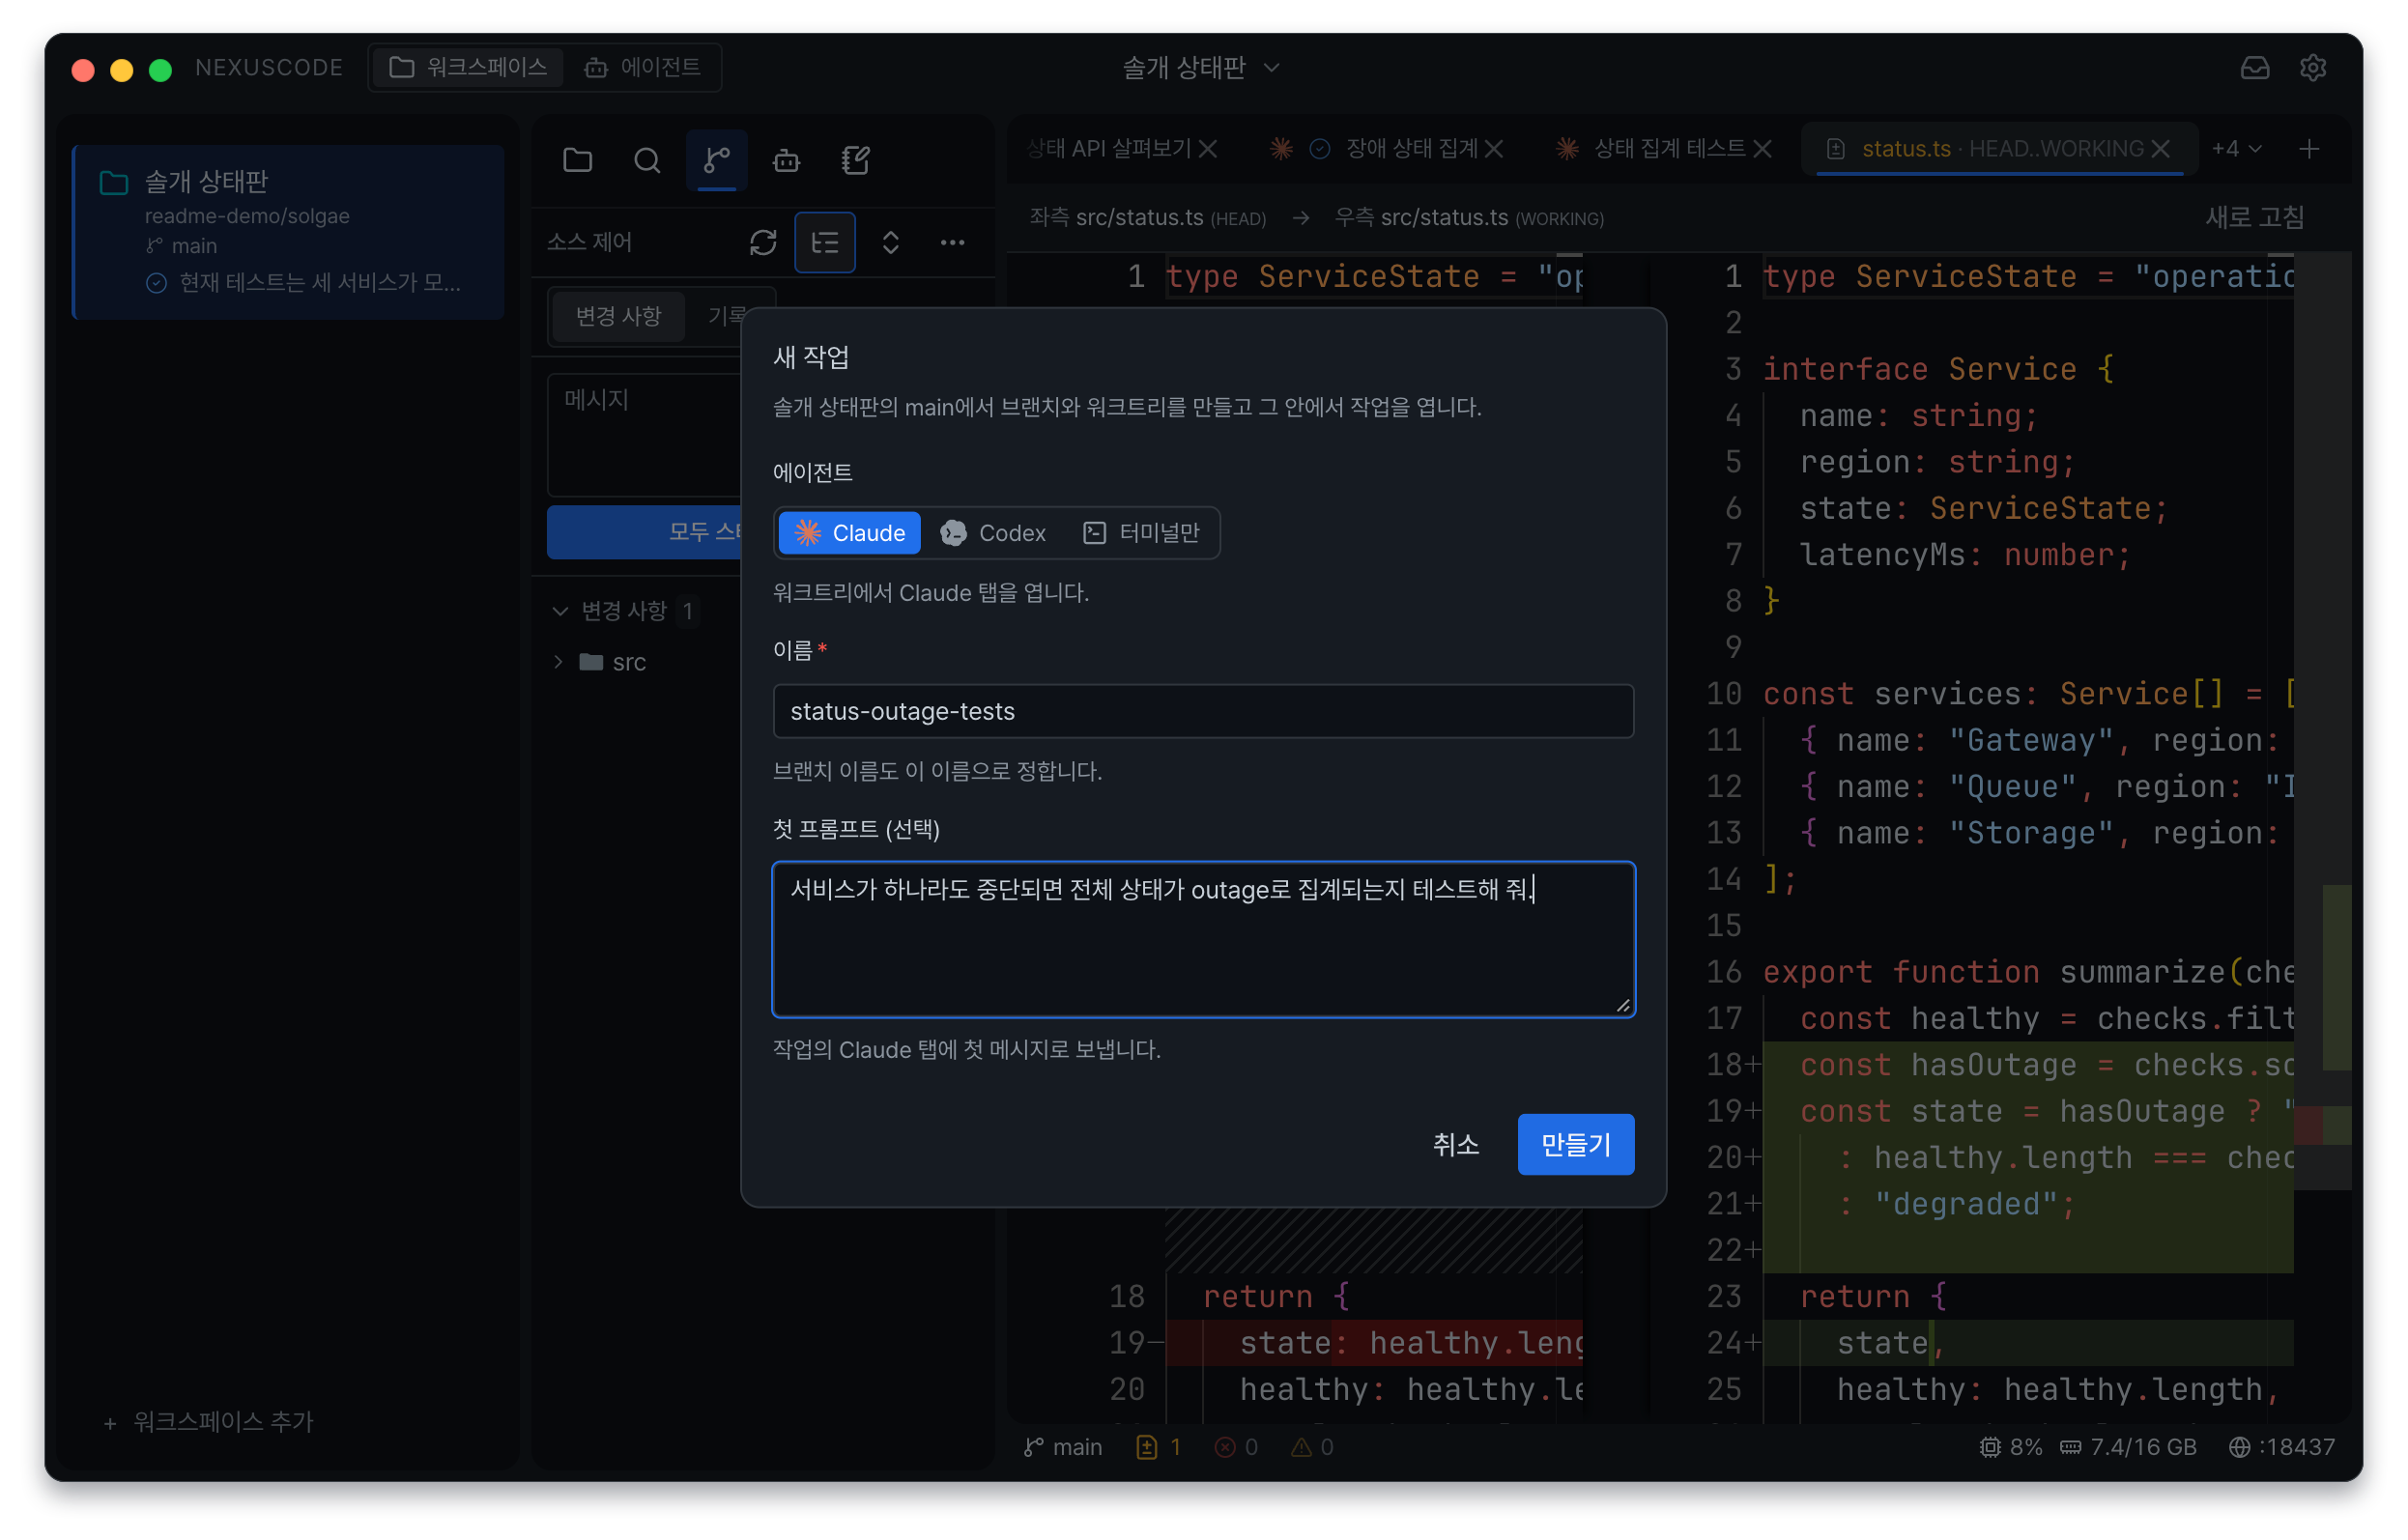 NEXUSCODE 워크스페이스 에이전트 솔개 상태판
솔개 상태판
readme-demo/solgae
main
현재 테스트는 세 서비스가 모...
+ 워크스페이스 추가
소스 제어
변경 사항 기록
메시지
모두 스
변경 사항 1
src
상태 API 살펴보기 장애 상태 집계 상태 집계 테스트 status.ts · HEAD..WORKING +4
좌측 src/status.ts (HEAD) → 우측 src/status.ts (WORKING) 새로 고침
1 type ServiceState = "op
18 return {
19— state: healthy.leng
20 healthy: healthy.le
1 type ServiceState = "operatio
2
3 interface Service {
4 name: string;
5 region: string;
6 state: ServiceState;
7 latencyMs: number;
8 }
9
10 const services: Service[] = [
11 { name: "Gateway", region:
12 { name: "Queue", region: "I
13 { name: "Storage", region:
14 ];
15
16 export function summarize(che
17 const healthy = checks.filt
18+ const hasOutage = checks.so
19+ const state = hasOutage ? "
20+ : healthy.length === chec
21+ : "degraded";
22+
23 return {
24+ state,
25 healthy: healthy.length,
새 작업
솔개 상태판의 main에서 브랜치와 워크트리를 만들고 그 안에서 작업을 엽니다.
에이전트
Claude Codex 터미널만
워크트리에서 Claude 탭을 엽니다.
이름*
status-outage-tests
브랜치 이름도 이 이름으로 정합니다.
첫 프롬프트 (선택)
서비스가 하나라도 중단되면 전체 상태가 outage로 집계되는지 테스트해 줘.
작업의 Claude 탭에 첫 메시지로 보냅니다.
취소 만들기
main 1 0 0 8% 7.4/16 GB :18437